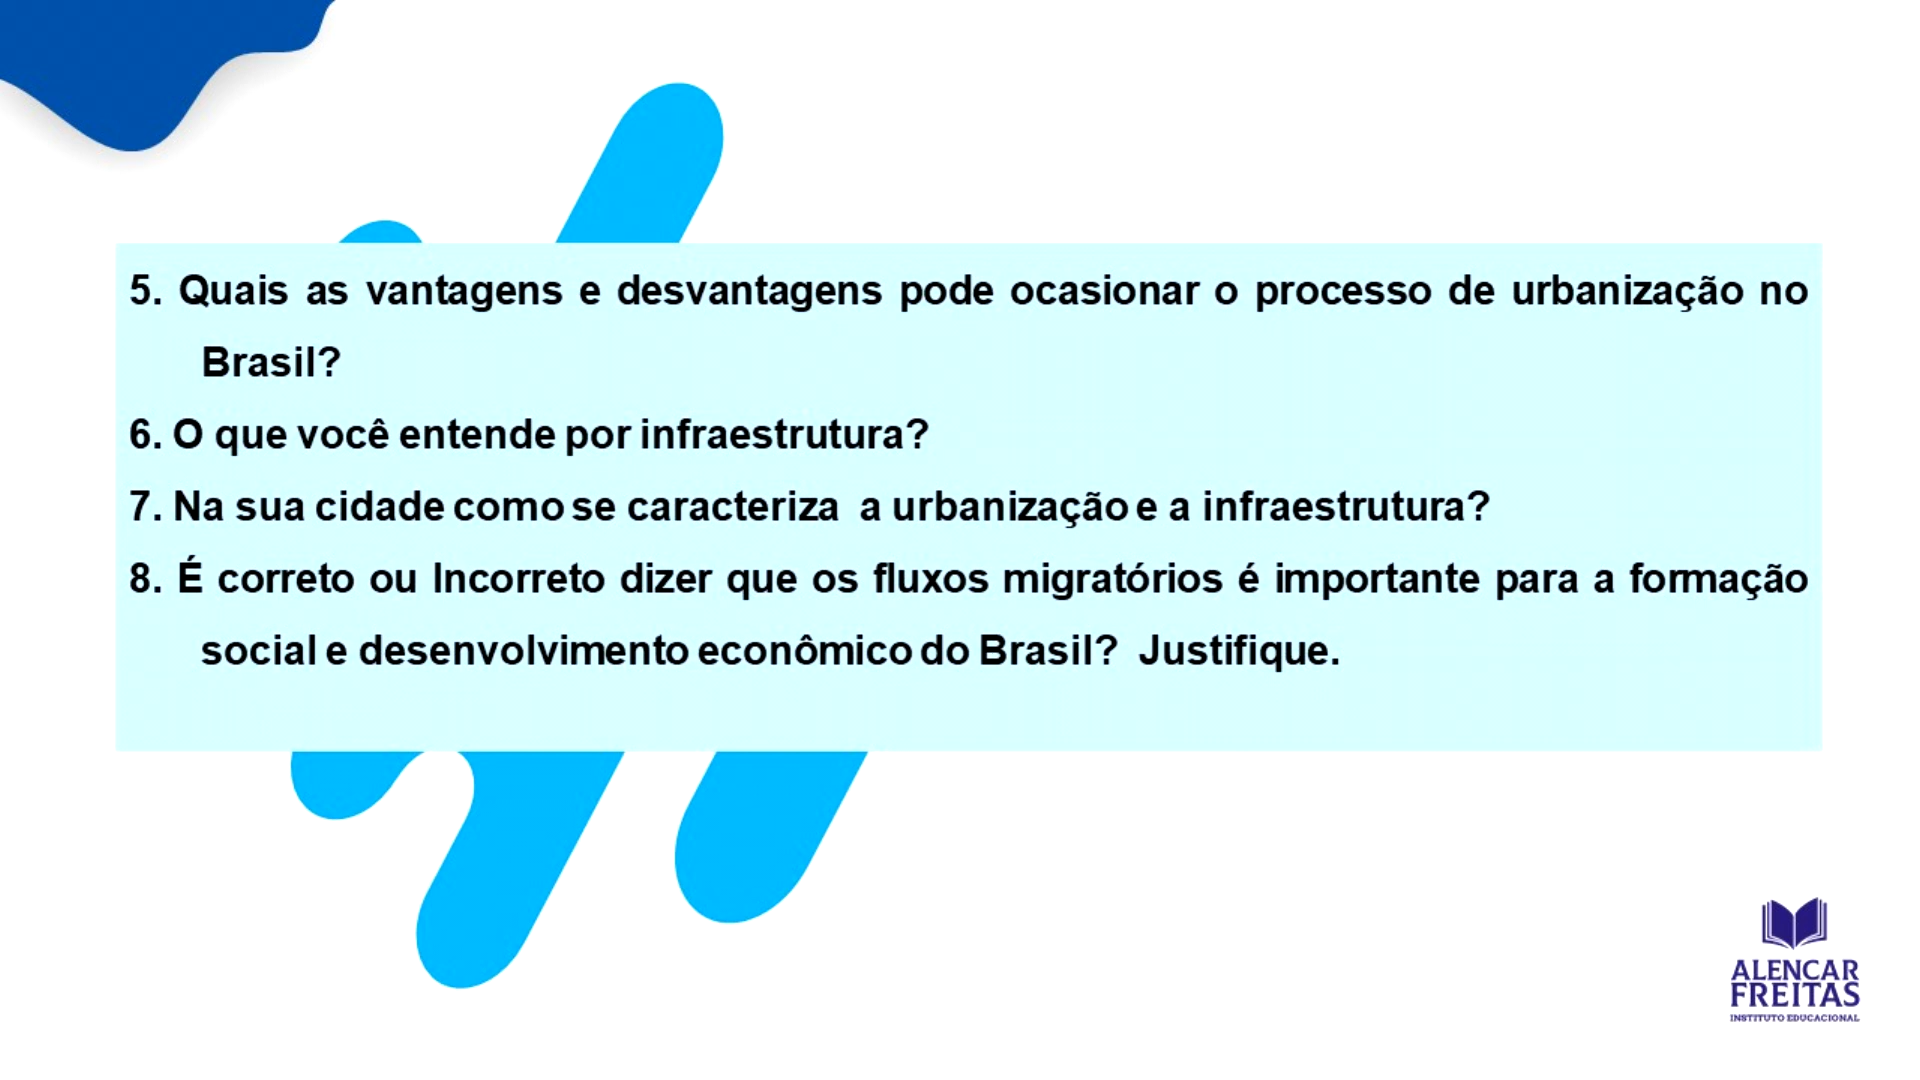 5. Quais as vantagens e desvantagens pode ocasionar o processo de urbanização no
Brasil?
6. O que você entende por infraestrutura?
7. Na sua cidade como se caracteriza a urbanização e a infraestrutura?
8. É correto ou Incorreto dizer que os fluxos migratórios é importante para a formação
social e desenvolvimento econômico do Brasil? Justifique.
ALENCAR
FREITAS
INSTITUTO EDUCACIONAL